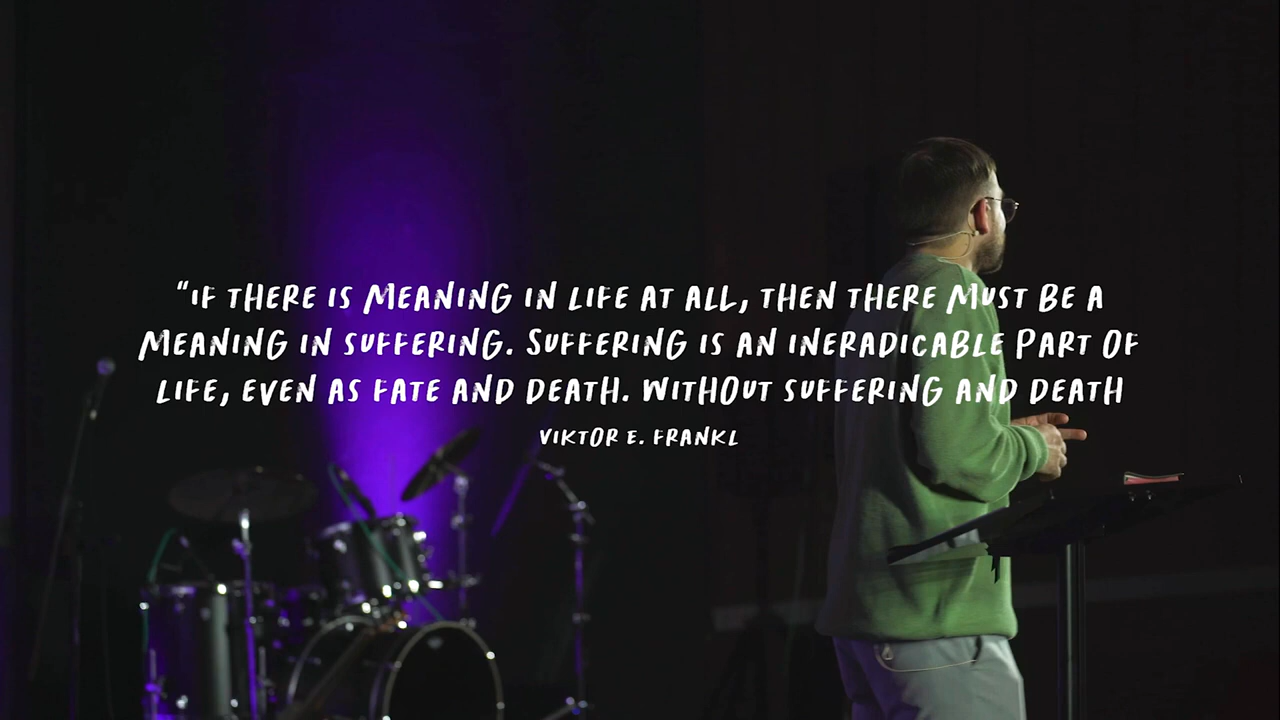 “IF THERE IS MEANING IN LIFE AT ALL, THEN THERE MUST BE A
MEANING IN SUFFERING. SUFFERING IS AN INERADICABLE PART OF
LIFE, EVEN AS FATE AND DEATH. WITHOUT SUFFERING AND DEATH
VIKTOR E. FRANKL